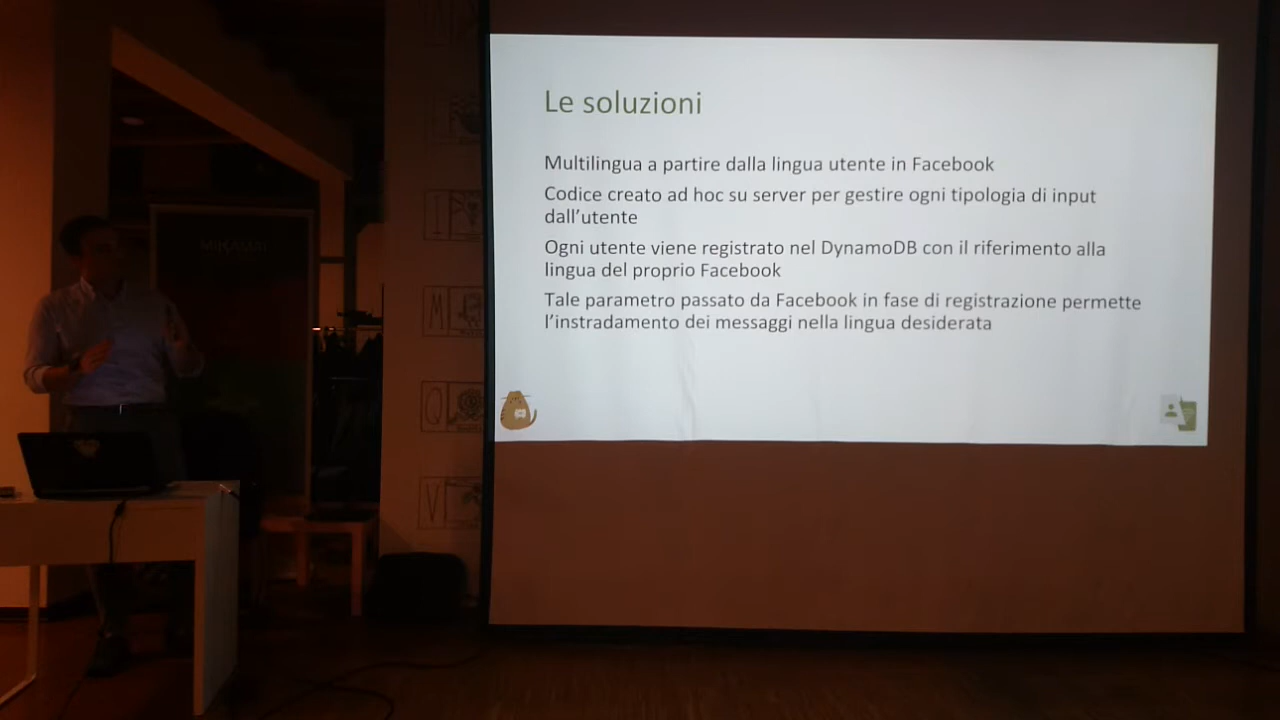 Le soluzioni
Multilingua a partire dalla lingua utente in Facebook
Codice creato ad hoc su server per gestire ogni tipologia di input
dall'utente
Ogni utente viene registrato nel DynamoDB con il riferimento alla
lingua del proprio Facebook
Tale parametro passato da Facebook in fase di registrazione permette
l'instradamento dei messaggi nella lingua desiderata
I
M
Q
V